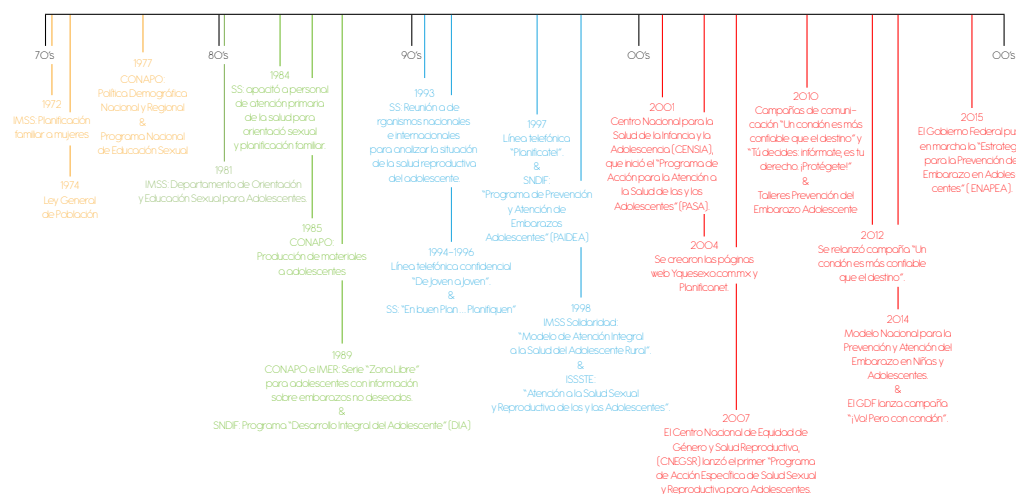 70's
80's
90's
00's
00's
1972
IMSS: Planificación
familiar a mujeres.
1974
Ley General
de Población.
1977
CONAPO:
Política Demográfica
Nacional y Regional
&
Programa Nacional
de Educación Sexual
1981
IMSS: Departamento de Orientación
y Educación Sexual para Adolescentes.
1984
SS: capacitó a personal
de atención primaria
de la salud para
orientació sexual
y planificación familiar.
1985
CONAPO:
Producción de materiales
a adolescentes
1989
CONAPO e IMER: Serie "Zona Libre"
para adolescentes con información
sobre embarazos no deseados.
&
SNDIF: Programa "Desarrollo Integral del Adolescente" (DIA)
1993
SS: Reunión a de
rganismos nacionales
e internacionales
para analizar la situación
de la salud reproductiva
del adolescente.
1994-1996
Línea telefónica confidencial
"De joven a joven".
&
SS: "En buen Plan... Planifiquen"
1997
Línea telefónica
"Planificatel".
&
SNDIF:
"Programa de Prevención
y Atención de
Embarazos
Adolescentes" (PAIDEA)
1998
IMSS Solidaridad:
"Modelo de Atención Integral
a la Salud del Adolescente Rural"
&
ISSSTE:
"Atención a la Salud Sexual
y Reproductiva de los y las Adolescentes"
2001
Centro Nacional para la
Salud de la Infancia y la
Adolescencia (CENSIA),
que inició el "Programa de
Acción para la Atención a
la Salud de las y los
Adolescentes" (PASA).
2004
Se crearon las páginas
web Yquesexo.com.mx y
Planificanet.
2007
El Centro Nacional de Equidad de
Género y Salud Reproductiva,
(CNEGSR) lanzó el primer "Programa
de Acción Específica de Salud Sexual
y Reproductiva para Adolescentes.
2010
Campañas de comuni-
cación "Un condón es más
confiable que el destino" y
"Tú decides: infórmate; es tu
derecho ¡Protégete!"
&
Talleres Prevención del
Embarazo Adolescente
2012
Se relanzó campaña "Un
condón es más confiable
que el destino".
2014
Modelo Nacional para la
Prevención y Atención del
Embarazo en Niñas y
Adolescentes.
&
El GDF lanza campaña
"¡Va! Pero con condón".
2015
El Gobierno Federal pu
en marcha la "Estrateg
para la Prevención de
Embarazo en Adoles
centes" ( ENAPEA).